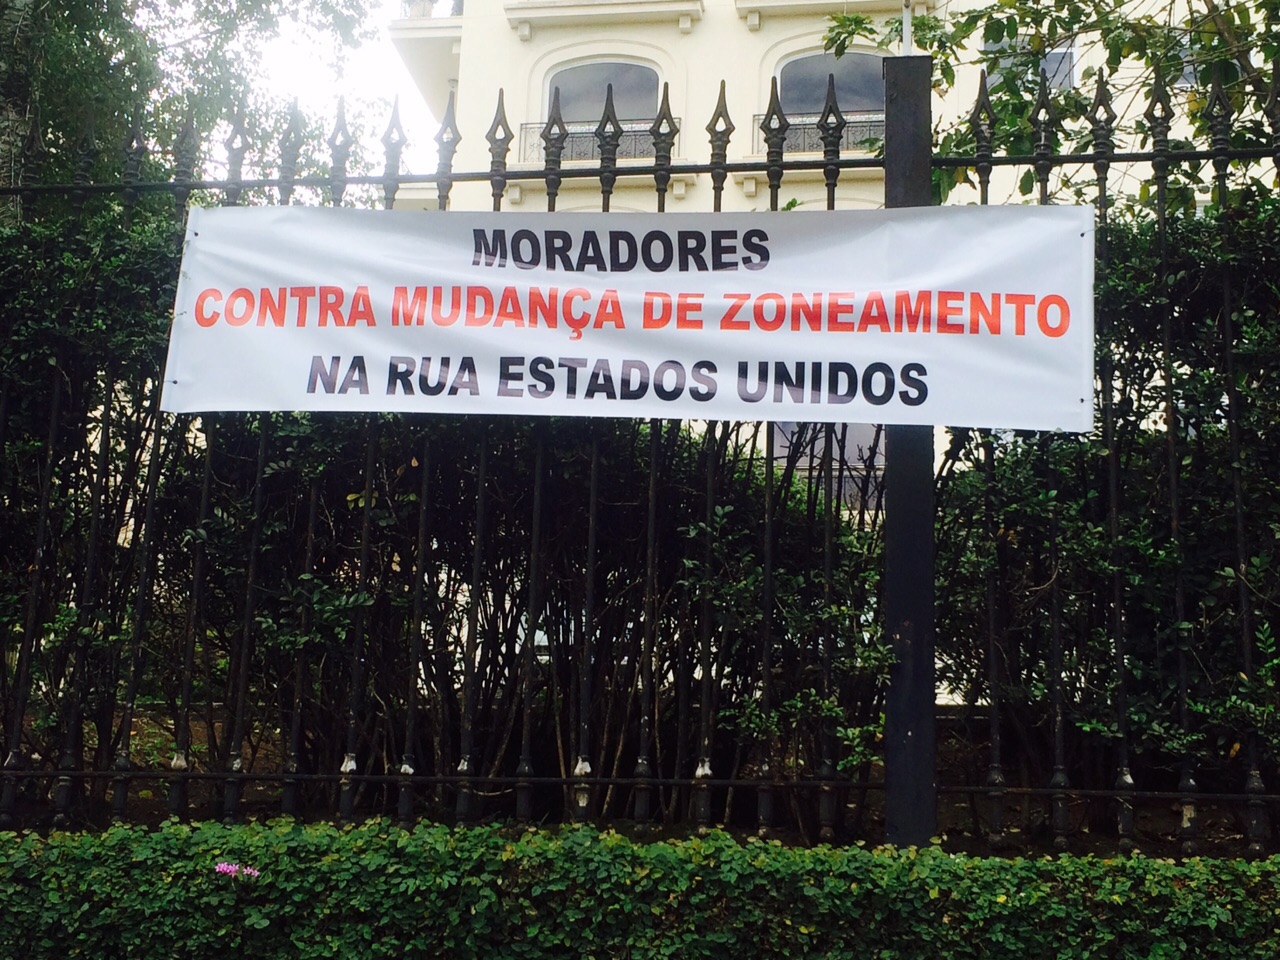 MORADORES
CONTRA MUDANÇA DE ZONEAMENTO
NA RUA ESTADOS UNIDOS